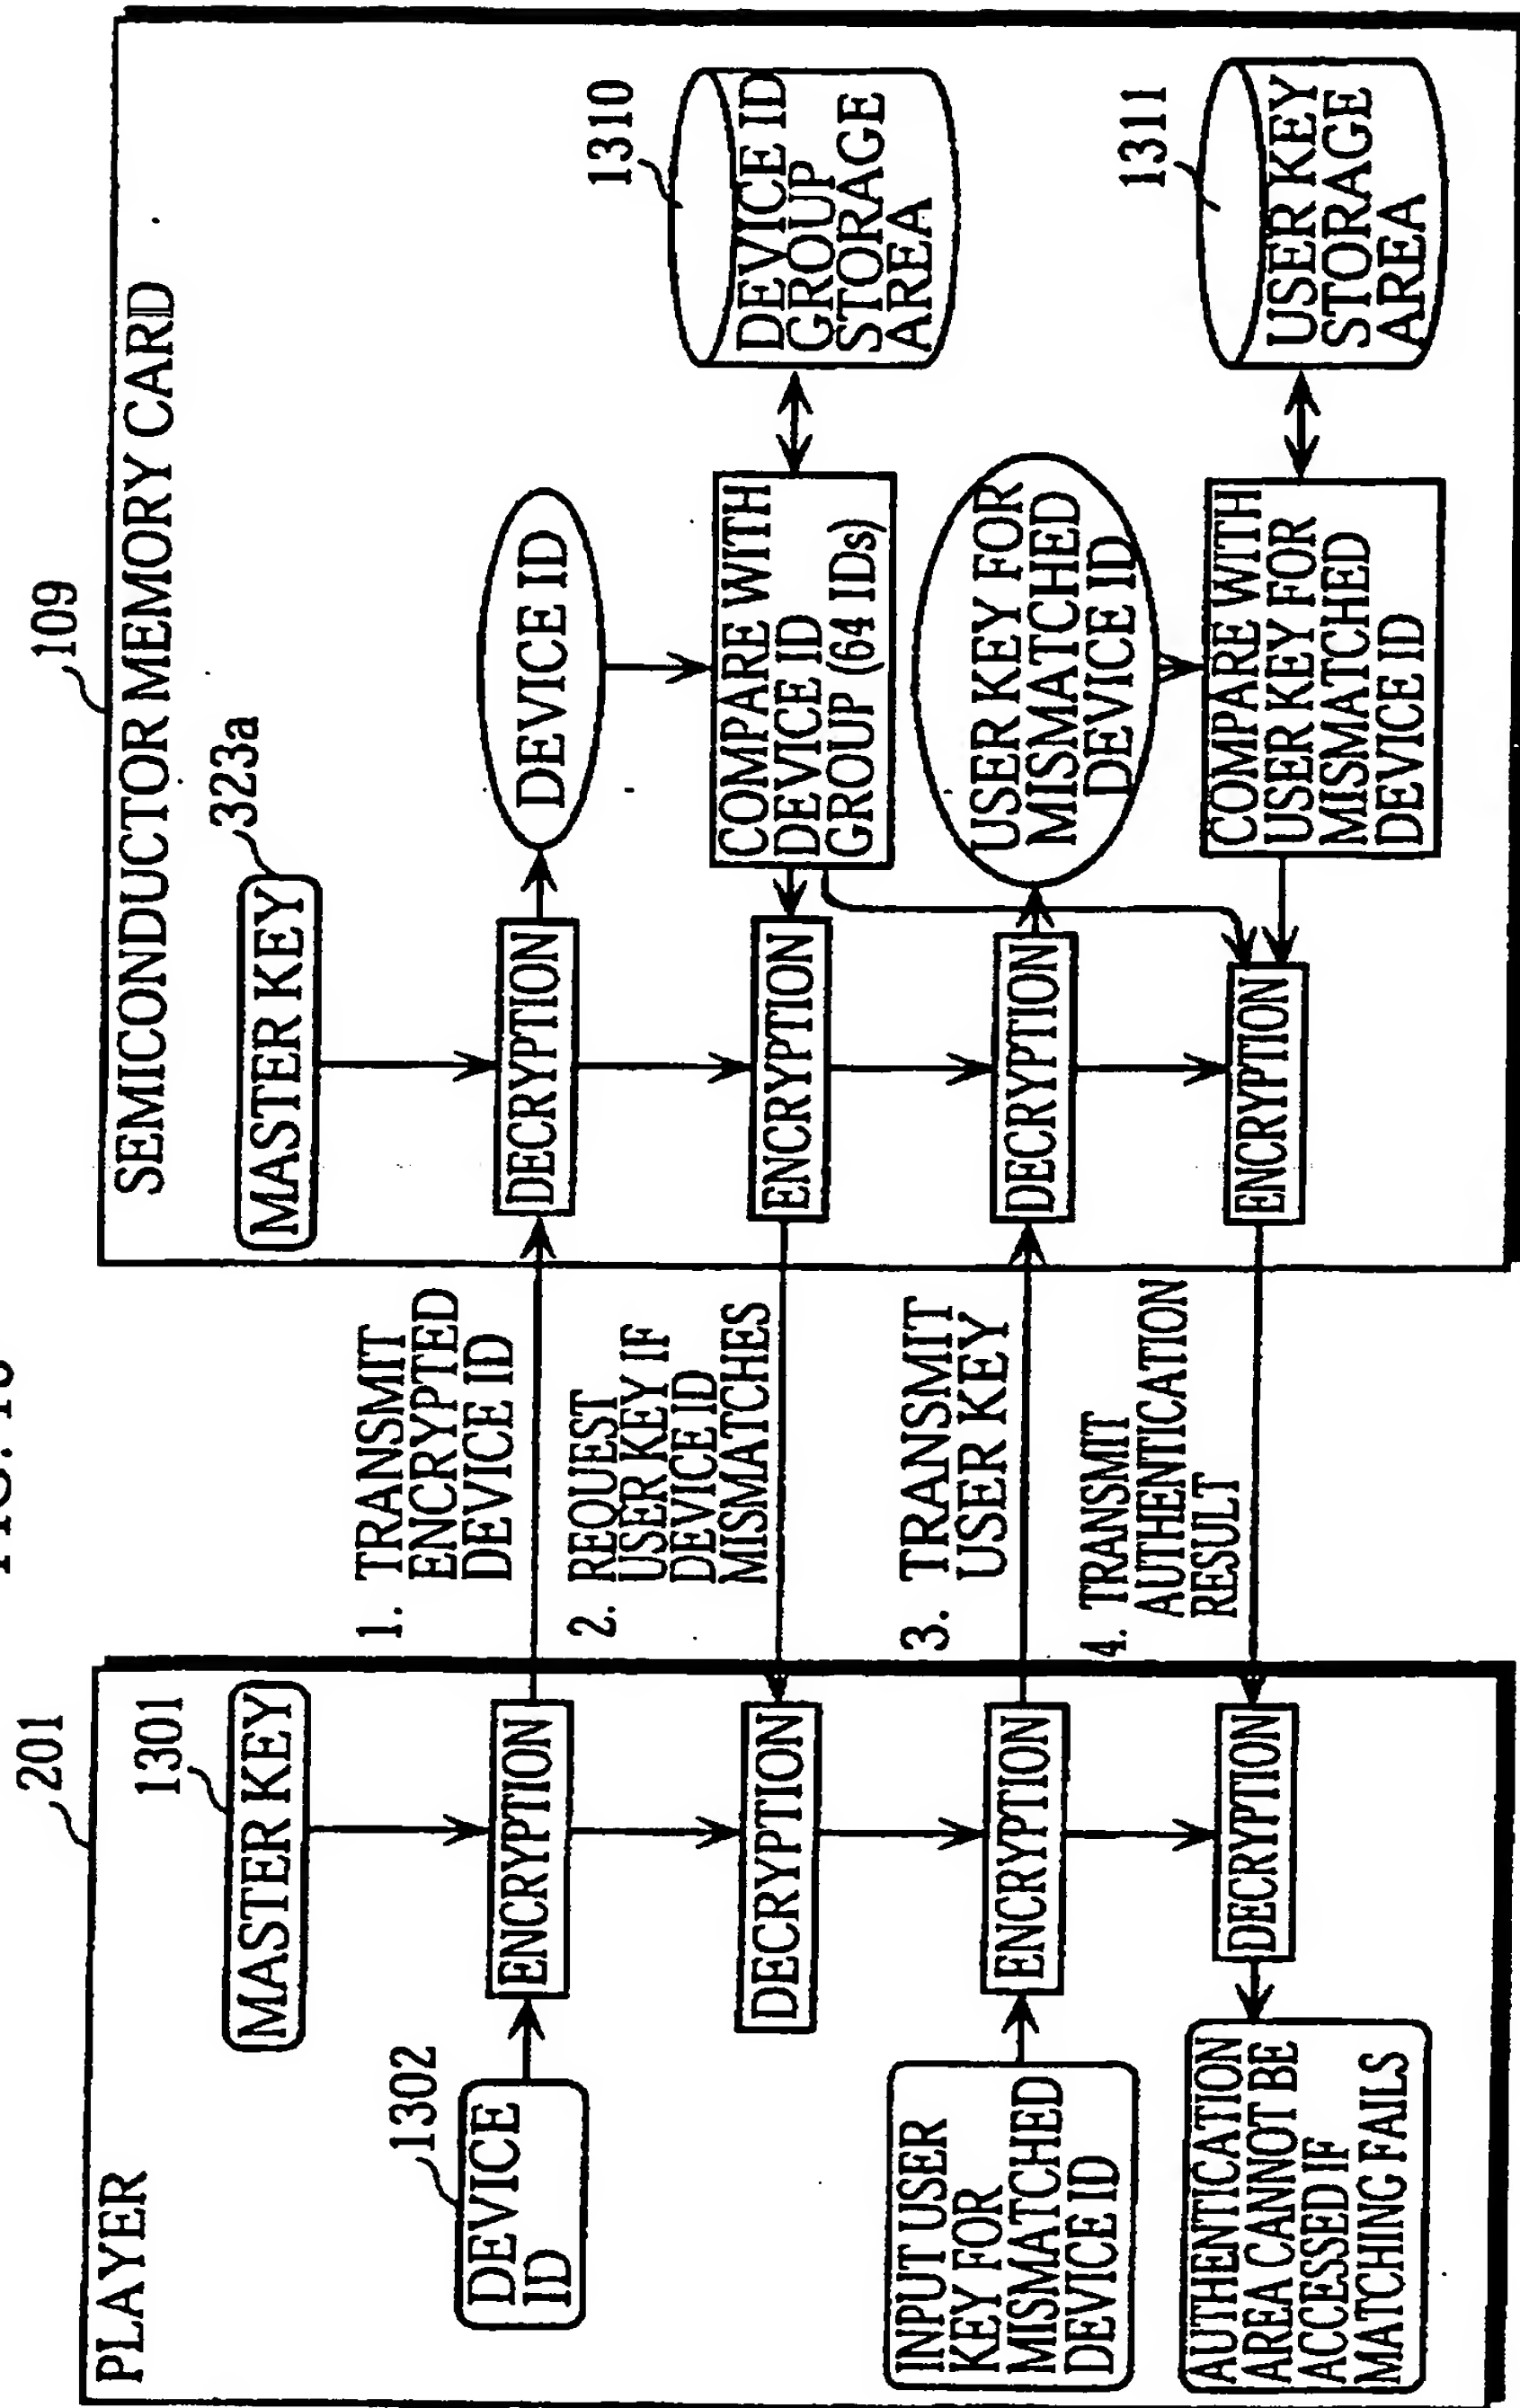 PLAYER
201
1301
MASTER KEY
1302
DEVICE
ID
ENCRYPTION
DECRYPTION
INPUT USER
KEY FOR
MISMATCHED
DEVICE ID
ENCRYPTION
AUTHENTICATION
AREA CANNOT BE
ACCESSED IF
MATCHING FAILS
DECRYPTION
1. TRANSMIT
ENCRYPTED
DEVICE ID
2. REQUEST
USER KEY IF
DEVICE ID
MISMATCHES
3. TRANSMIT
USER KEY
4. TRANSMIT
AUTHENTICATION
RESULT
109
SEMICONDUCTOR MEMORY CARD
323a
MASTER KEY
DECRYPTION
DEVICE ID
ENCRYPTION
COMPARE WITH
DEVICE ID
GROUP (64 IDs)
1310
DEVICE ID
GROUP
STORAGE
AREA
DECRYPTION
USER KEY FOR
MISMATCHED
DEVICE ID
ENCRYPTION
COMPARE WITH
USER KEY FOR
MISMATCHED
DEVICE ID
1311
USER KEY
STORAGE
AREA